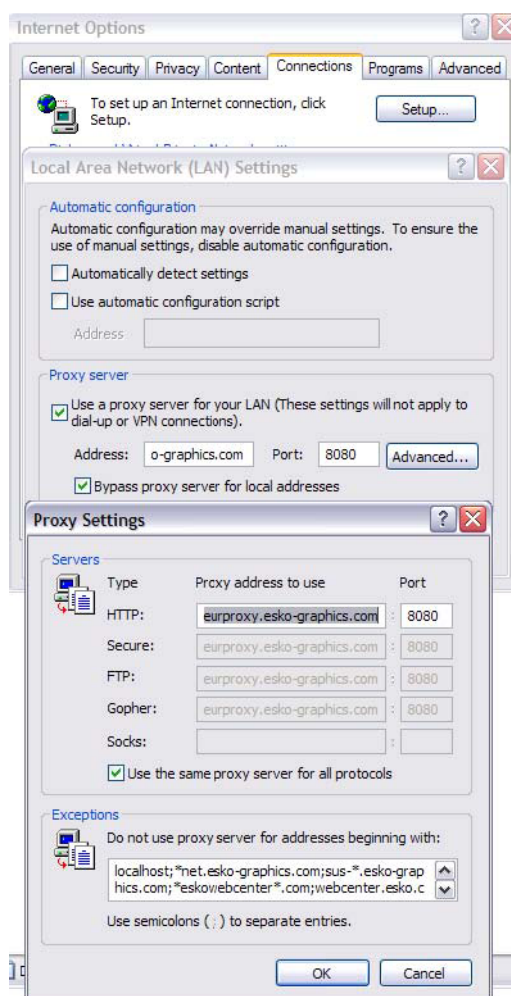 Internet Options
General Security Privacy Content Connections Programs Advanced
To set up an Internet connection, click
Setup.
Setup...
Local Area Network (LAN) Settings
Automatic configuration
Automatic configuration may override manual settings. To ensure the
use of manual settings, disable automatic configuration.
Automatically detect settings
Use automatic configuration script
Address
Proxy server
Use a proxy server for your LAN (These settings will not apply to
dial-up or VPN connections).
Address: o-graphics.com Port: 8080 Advanced...
Bypass proxy server for local addresses
Proxy Settings
Servers
Type Proxy address to use Port
HTTP: eurproxy.esko-graphics.com : 8080
Secure: eurproxy.esko-graphics.com : 8080
FTP: eurproxy.esko-graphics.com : 8080
Gopher: eurproxy.esko-graphics.com : 8080
Socks: :
Use the same proxy server for all protocols
Exceptions
Do not use proxy server for addresses beginning with:
localhost;*net.esko-graphics.com;sus-*.esko-grap
hics.com;*eskowebcenter*.com;webcenter.esko.c
Use semicolons ( ; ) to separate entries.
OK Cancel